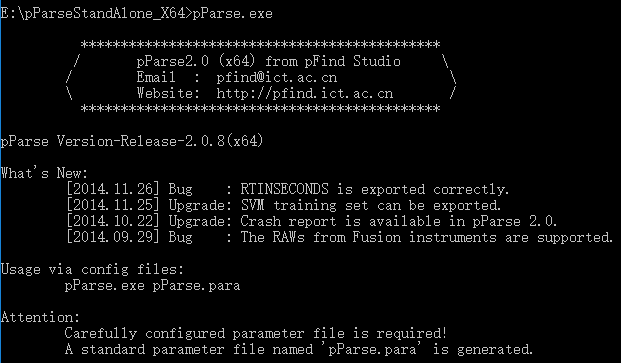 E:\pParseStandAlone_X64>pParse.exe
****************************************
/ pParse2.0 (x64) from pFind Studio \
/ Email : pfind@ict.ac.cn \
\ Website: http://pfind.ict.ac.cn /
****************************************
pParse Version-Release-2.0.8(x64)
What's New:
[2014.11.26] Bug : RTINSECONDS is exported correctly.
[2014.11.25] Upgrade: SVM training set can be exported.
[2014.10.22] Upgrade: Crash report is available in pParse 2.0.
[2014.09.29] Bug : The RAWs from Fusion instruments are supported.
Usage via config files:
pParse.exe pParse.para
Attention:
Carefully configured parameter file is required!
A standard parameter file named 'pParse.para' is generated.